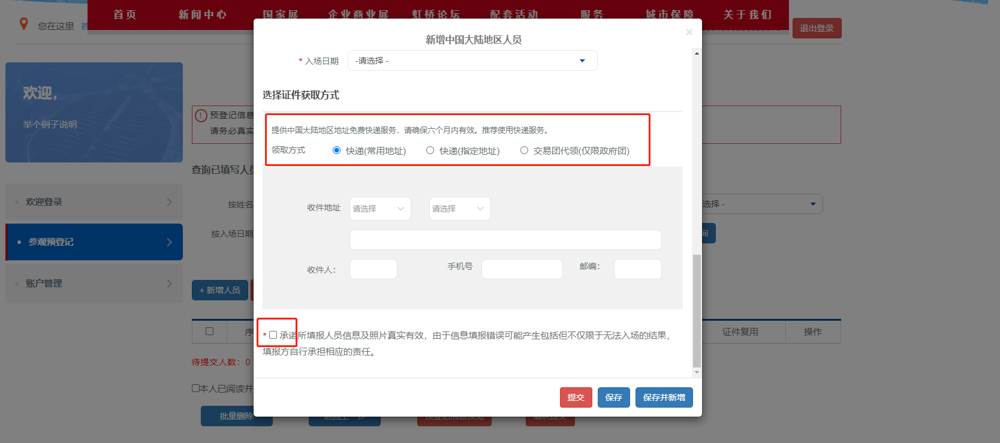 首页 新闻中心 国家展 企业商业展 虹桥论坛 配套活动 服务 城市保障 关于我们
您在这里 首
退出登录
新增中国大陆地区人员
×
* 入场日期 -请选择 -
欢迎，
举个例子说明
选择证件获取方式
预登记信息
请务必真实
提供中国大陆地区地址免费快递服务，请确保六个月内有效。推荐使用快递服务。
领取方式 快递(常用地址) 快递(指定地址) 交易团代领(仅限政府团)
查询已填写人员
欢迎登录
参观预登记
账户管理
按姓名
选择 -
按入场日期
询
收件地址 请选择 请选择
收件人： 手机号 邮编：
+ 新增人员
序
证件复用 操作
* 承诺所填报人员信息及照片真实有效，由于信息填报错误可能产生包括但不仅限于无法入场的结果，
填报方自行承担相应的责任。
待提交人数：0
本人已阅读并
提交 保存 保存并新增
批量删除